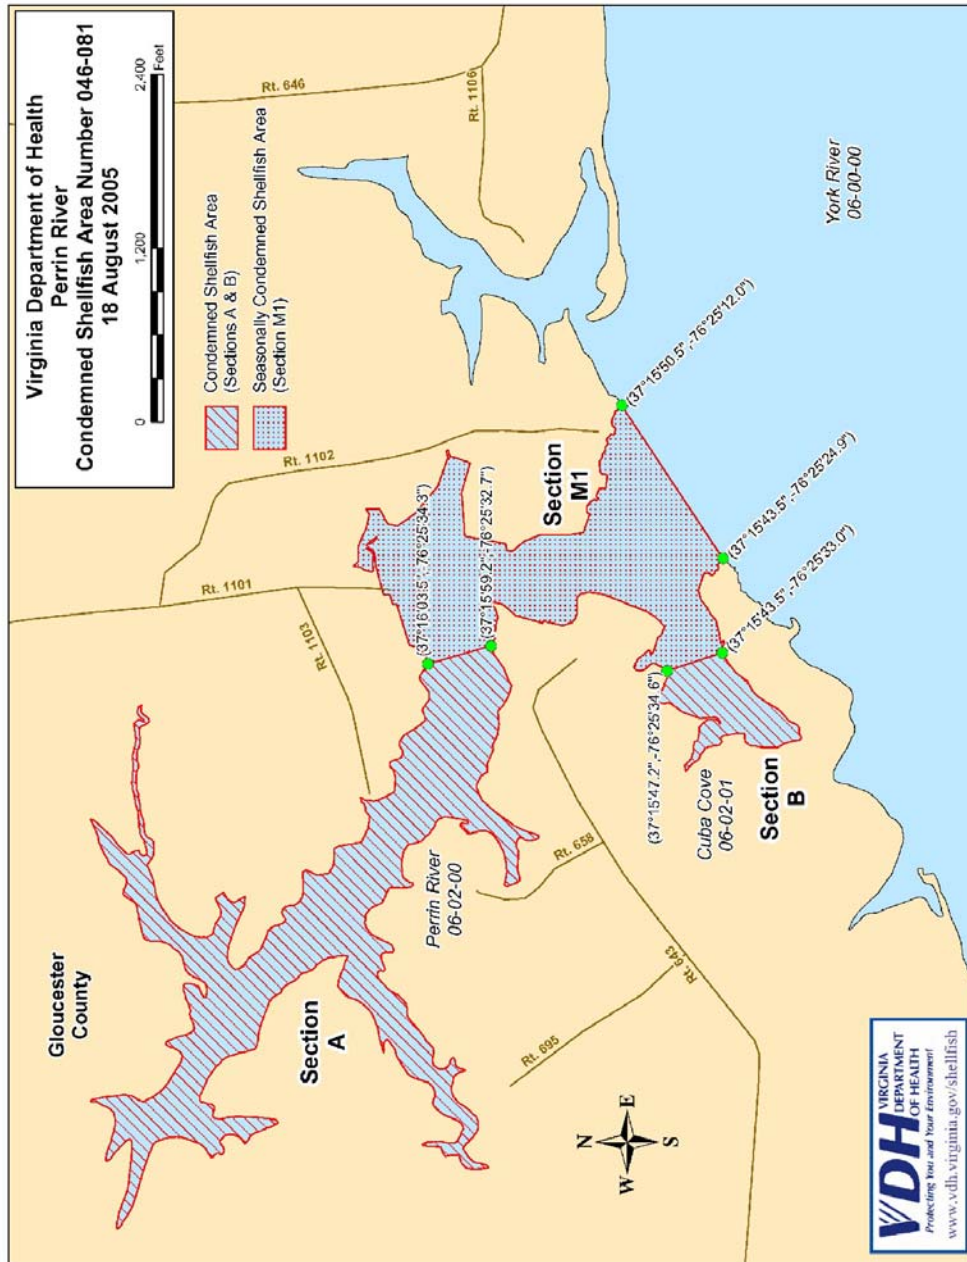 Virginia Department of Health
Perrin River
Condemned Shellfish Area Number 046-081
18 August 2005
0
1,200
2,400
Feet
Condemned Shellfish Area
(Sections A & B)
Seasonally Condemned Shellfish Area
(Section M1)
Gloucester
County
Rt. 1101
Rt. 1102
Rt. 646
Rt. 1103
Rt. 1106
(37°16'03.5",-76°25'34.3")
(37°15'59.2",-76°25'32.7")
Section
A
Perrin River
06-02-00
Section
M1
Rt. 695
Rt. 658
Rt. 643
(37°15'47.2",-76°25'34.6")
(37°15'50.5",-76°25'12.0")
Cuba Cove
06-02-01
(37°15'43.5",-76°25'24.9")
(37°15'43.5",-76°25'33.0")
Section
B
York River
06-00-00
N
W
E
S
VDH
VIRGINIA
DEPARTMENT
OF HEALTH
Protecting You and Your Environment
www.vdh.virginia.gov/shellfish